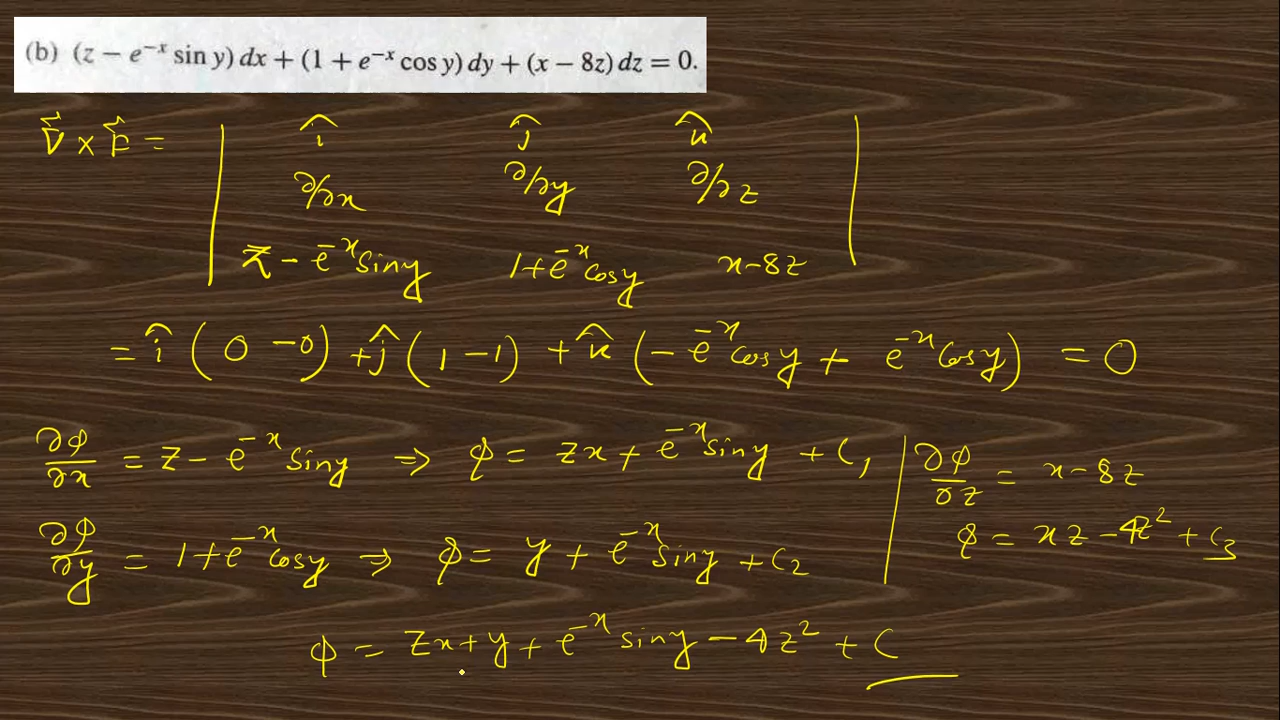 (b) (z − e⁻ˣ sin y) dx + (1 + e⁻ˣ cos y) dy + (x − 8z) dz = 0.
∇⃗ × F⃗ = | î ĵ k̂ |
∂/∂x ∂/∂y ∂/∂z
z − e⁻ˣ sin y 1 + e⁻ˣ cos y x − 8z
= î (0 − 0) + ĵ (1 − 1) + k̂ (− e⁻ˣ cos y + e⁻ˣ cos y) = 0
∂φ/∂x = z − e⁻ˣ sin y ⇒ φ = zx + e⁻ˣ sin y + C₁
∂φ/∂y = 1 + e⁻ˣ cos y ⇒ φ = y + e⁻ˣ sin y + C₂
∂φ/∂z = x − 8z
φ = xz − 4z² + C₃
φ = zx + y + e⁻ˣ sin y − 4z² + C